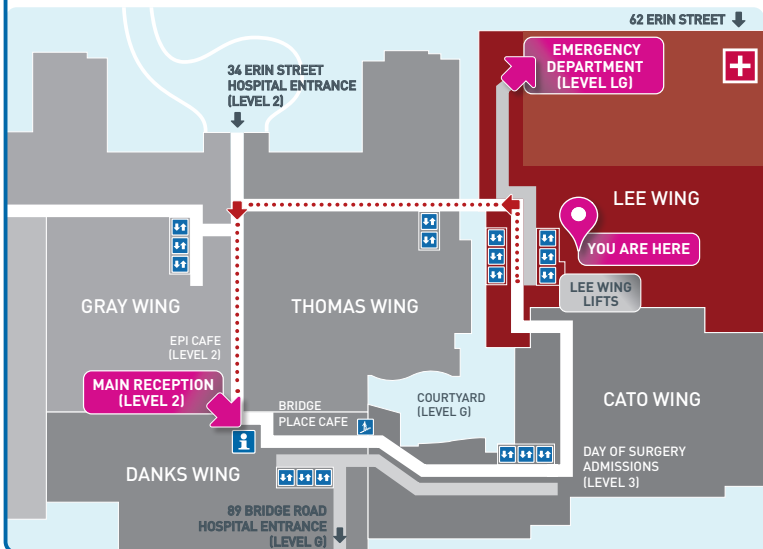 62 ERIN STREET
EMERGENCY
DEPARTMENT
(LEVEL LG)
34 ERIN STREET
HOSPITAL ENTRANCE
(LEVEL 2)
LEE WING
YOU ARE HERE
LEE WING
LIFTS
GRAY WING
THOMAS WING
EPI CAFE
(LEVEL 2)
MAIN RECEPTION
(LEVEL 2)
BRIDGE
PLACE CAFE
COURTYARD
(LEVEL G)
CATO WING
DANKS WING
DAY OF SURGERY
ADMISSIONS
(LEVEL 3)
89 BRIDGE ROAD
HOSPITAL ENTRANCE
(LEVEL G)